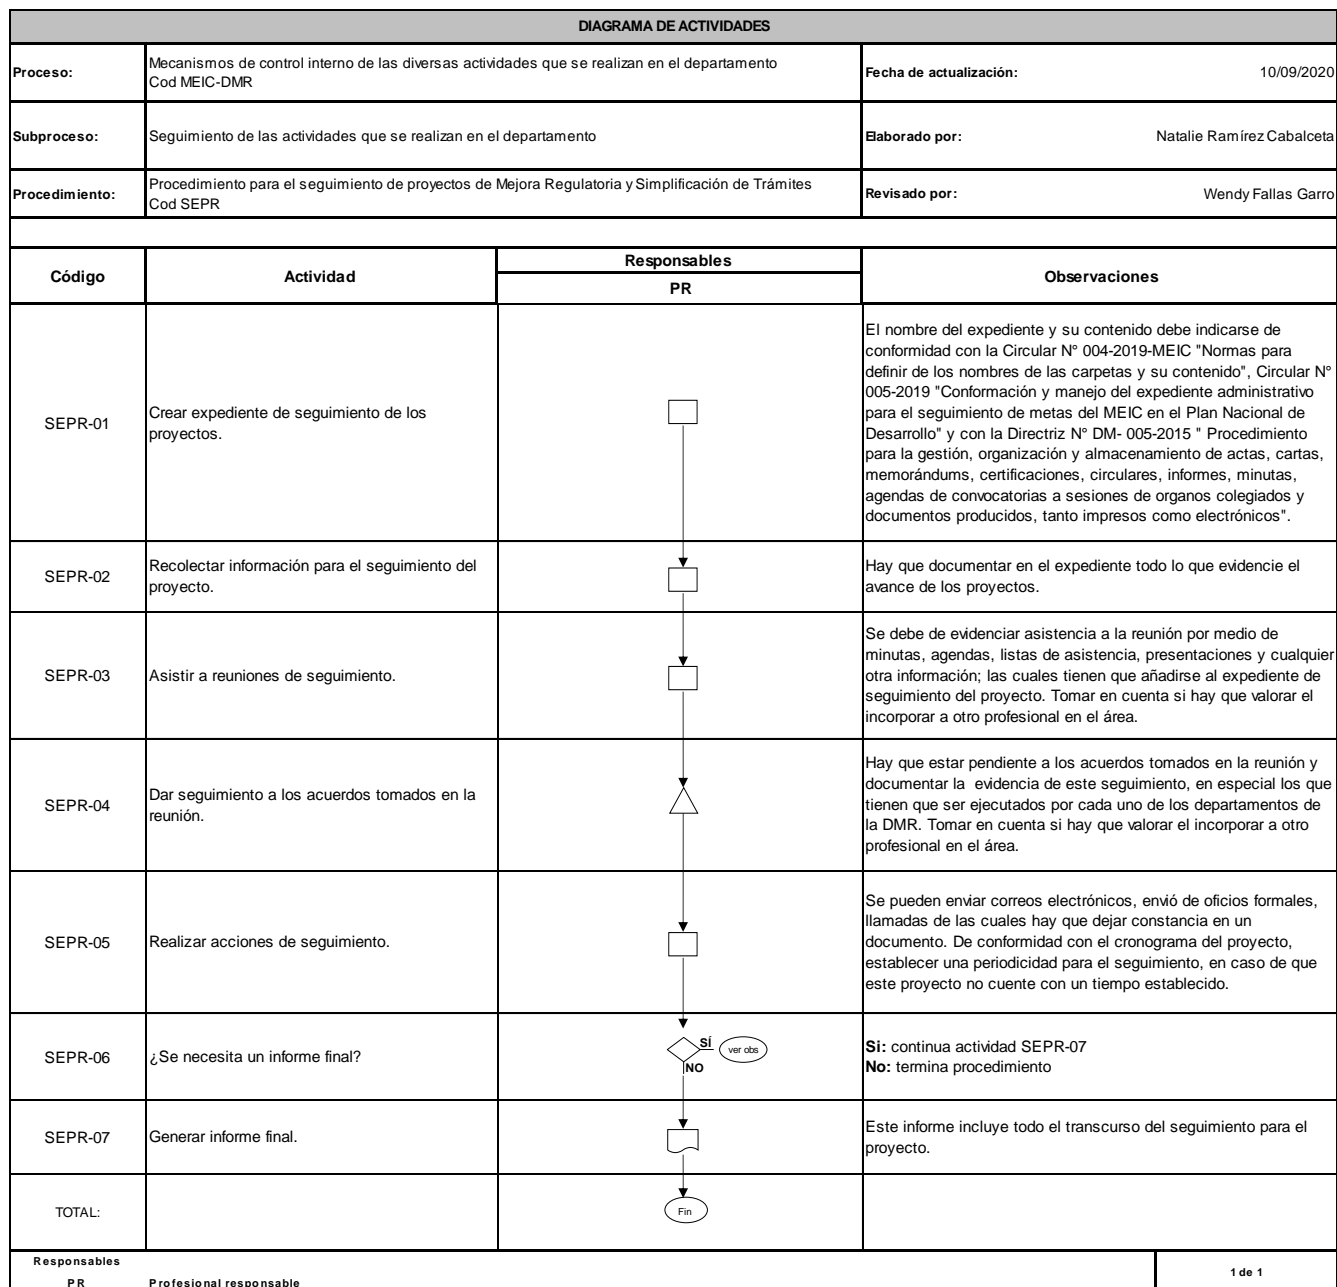 DIAGRAMA DE ACTIVIDADES
Proceso:
Mecanismos de control interno de las diversas actividades que se realizan en el departamento
Cod MEIC-DMR
Fecha de actualización:
10/09/2020
Subproceso:
Seguimiento de las actividades que se realizan en el departamento
Elaborado por:
Natalie Ramírez Cabalceta
Procedimiento:
Procedimiento para el seguimiento de proyectos de Mejora Regulatoria y Simplificación de Trámites
Cod SEPR
Revisado por:
Wendy Fallas Garro
Código
Actividad
Responsables
PR
Observaciones
SEPR-01
Crear expediente de seguimiento de los
proyectos.
El nombre del expediente y su contenido debe indicarse de
conformidad con la Circular N° 004-2019-MEIC "Normas para
definir de los nombres de las carpetas y su contenido", Circular N°
005-2019 "Conformación y manejo del expediente administrativo
para el seguimiento de metas del MEIC en el Plan Nacional de
Desarrollo" y con la Directriz N° DM- 005-2015 " Procedimiento
para la gestión, organización y almacenamiento de actas, cartas,
memorándums, certificaciones, circulares, informes, minutas,
agendas de convocatorias a sesiones de organos colegiados y
documentos producidos, tanto impresos como electrónicos".
SEPR-02
Recolectar información para el seguimiento del
proyecto.
Hay que documentar en el expediente todo lo que evidencie el
avance de los proyectos.
SEPR-03
Asistir a reuniones de seguimiento.
Se debe de evidenciar asistencia a la reunión por medio de
minutas, agendas, listas de asistencia, presentaciones y cualquier
otra información; las cuales tienen que añadirse al expediente de
seguimiento del proyecto. Tomar en cuenta si hay que valorar el
incorporar a otro profesional en el área.
SEPR-04
Dar seguimiento a los acuerdos tomados en la
reunión.
Hay que estar pendiente a los acuerdos tomados en la reunión y
documentar la evidencia de este seguimiento, en especial los que
tienen que ser ejecutados por cada uno de los departamentos de
la DMR. Tomar en cuenta si hay que valorar el incorporar a otro
profesional en el área.
SEPR-05
Realizar acciones de seguimiento.
Se pueden enviar correos electrónicos, envió de oficios formales,
llamadas de las cuales hay que dejar constancia en un
documento. De conformidad con el cronograma del proyecto,
establecer una periodicidad para el seguimiento, en caso de que
este proyecto no cuente con un tiempo establecido.
SEPR-06
¿Se necesita un informe final?
SÍ
ver obs
NO
Si: continua actividad SEPR-07
No: termina procedimiento
SEPR-07
Generar informe final.
Este informe incluye todo el transcurso del seguimiento para el
proyecto.
TOTAL:
Fin
Responsables
PR
Profesional responsable
1 de 1